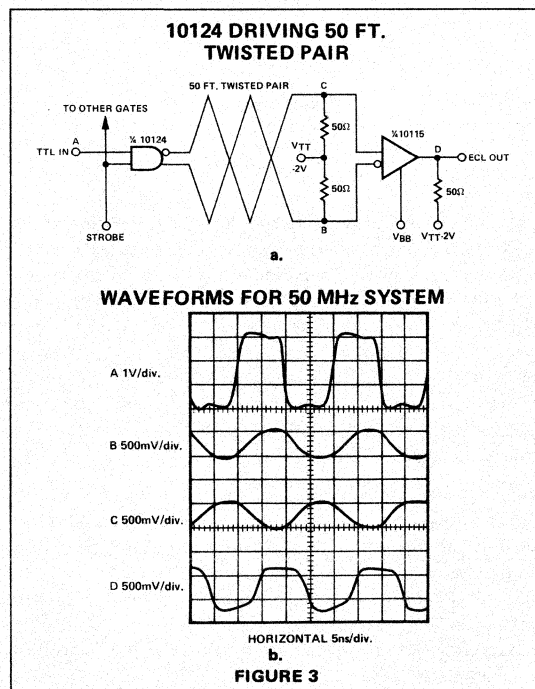 10124 DRIVING 50 FT.
TWISTED PAIR
50 FT. TWISTED PAIR
TO OTHER GATES
A
¼ 10124
TTL IN
STROBE
C
50Ω
VTT
-2V
50Ω
B
¼10115
D
ECL OUT
50Ω
VBB
VTT-2V
a.
WAVEFORMS FOR 50 MHz SYSTEM
A 1V/div.
B 500mV/div.
C 500mV/div.
D 500mV/div.
HORIZONTAL 5ns/div.
b.
FIGURE 3